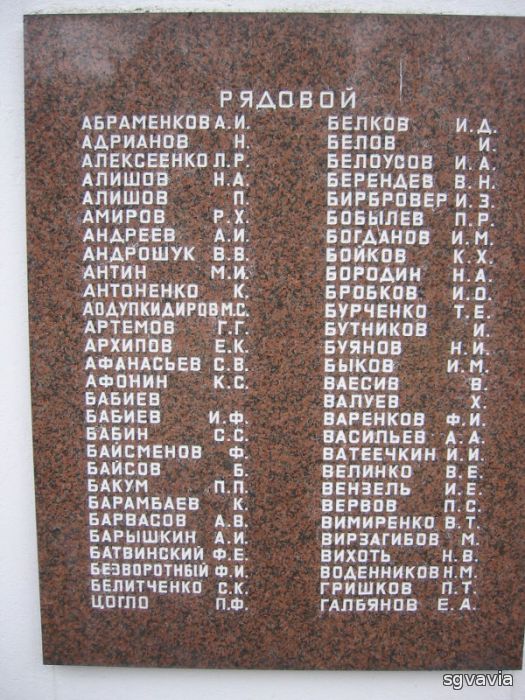 РЯДОВОЙ
АБРАМЕНКОВ А.И.
АДРИАНОВ Н.
АЛЕКСЕЕНКО Л.Р.
АЛИШОВ Н.А.
АЛИШОВ П.
АМИРОВ Р.Х.
АНДРЕЕВ А.И.
АНДРОШУК В.В.
АНТИН М.И.
АНТОНЕНКО К.
АОДУПКИДИРОВ М.С.
АРТЕМОВ Г.Г.
АРХИПОВ Е.К.
АФАНАСЬЕВ С.В.
АФОНИН К.С.
БАБИЕВ
БАБИЕВ И.Ф.
БАБИН С.С.
БАЙСМЕНОВ Ф.
БАЙСОВ Б.
БАКУМ П.П.
БАРАМБАЕВ К.
БАРВАСОВ А.В.
БАРЫШКИН А.И.
БАТВИНСКИЙ Ф.Е.
БЕЗВОРОТНЫЙ Ф.И.
БЕЛИТЧЕНКО С.К.
ЦОГЛО П.Ф.
БЕЛКОВ И.Д.
БЕЛОВ И.
БЕЛОУСОВ И.А.
БЕРЕНДЕВ В.Н.
БИРБРОВЕР И.З.
БОБЫЛЕВ П.Р.
БОГДАНОВ И.М.
БОЙКОВ К.Х.
БОРОДИН Н.А.
БРОБКОВ И.О.
БУРЧЕНКО Т.Е.
БУТНИКОВ И.
БУЯНОВ Н.И.
БЫКОВ И.М.
ВАЕСИВ В.
ВАЛУЕВ Х.
ВАРЕНКОВ Ф.И.
ВАСИЛЬЕВ А.А.
ВАТЕЕЧКИН И.И.
ВЕЛИНКО В.Е.
ВЕНЗЕЛЬ И.Е.
ВЕРВОВ П.С.
ВИМИРЕНКО В.Т.
ВИРЗАГИБОВ М.
ВИХОТЬ Н.В.
ВОДЕННИКОВ Н.М.
ГРИШКОВ П.Т.
ГАЛЬЯНОВ Е.А.
sgvavia